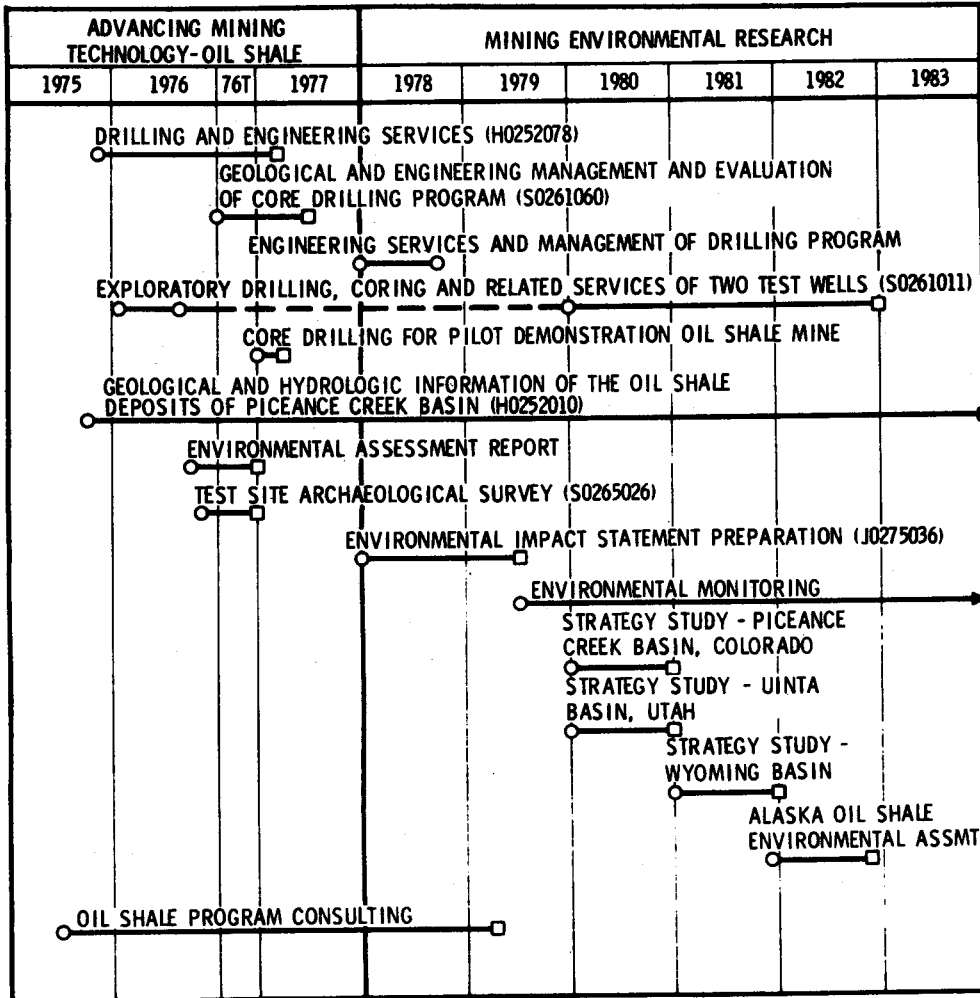 ADVANCING MINING
TECHNOLOGY-OIL SHALE
MINING ENVIRONMENTAL RESEARCH
1975 1976 76T 1977 1978 1979 1980 1981 1982 1983
DRILLING AND ENGINEERING SERVICES (H0252078)
GEOLOGICAL AND ENGINEERING MANAGEMENT AND EVALUATION
OF CORE DRILLING PROGRAM (S0261060)
ENGINEERING SERVICES AND MANAGEMENT OF DRILLING PROGRAM
EXPLORATORY DRILLING, CORING AND RELATED SERVICES OF TWO TEST WELLS (S0261011)
CORE DRILLING FOR PILOT DEMONSTRATION OIL SHALE MINE
GEOLOGICAL AND HYDROLOGIC INFORMATION OF THE OIL SHALE
DEPOSITS OF PICEANCE CREEK BASIN (H0252010)
ENVIRONMENTAL ASSESSMENT REPORT
TEST SITE ARCHAEOLOGICAL SURVEY (S0265026)
ENVIRONMENTAL IMPACT STATEMENT PREPARATION (J0275036)
ENVIRONMENTAL MONITORING
STRATEGY STUDY - PICEANCE
CREEK BASIN, COLORADO
STRATEGY STUDY - UINTA
BASIN, UTAH
STRATEGY STUDY -
WYOMING BASIN
ALASKA OIL SHALE
ENVIRONMENTAL ASSMT
OIL SHALE PROGRAM CONSULTING